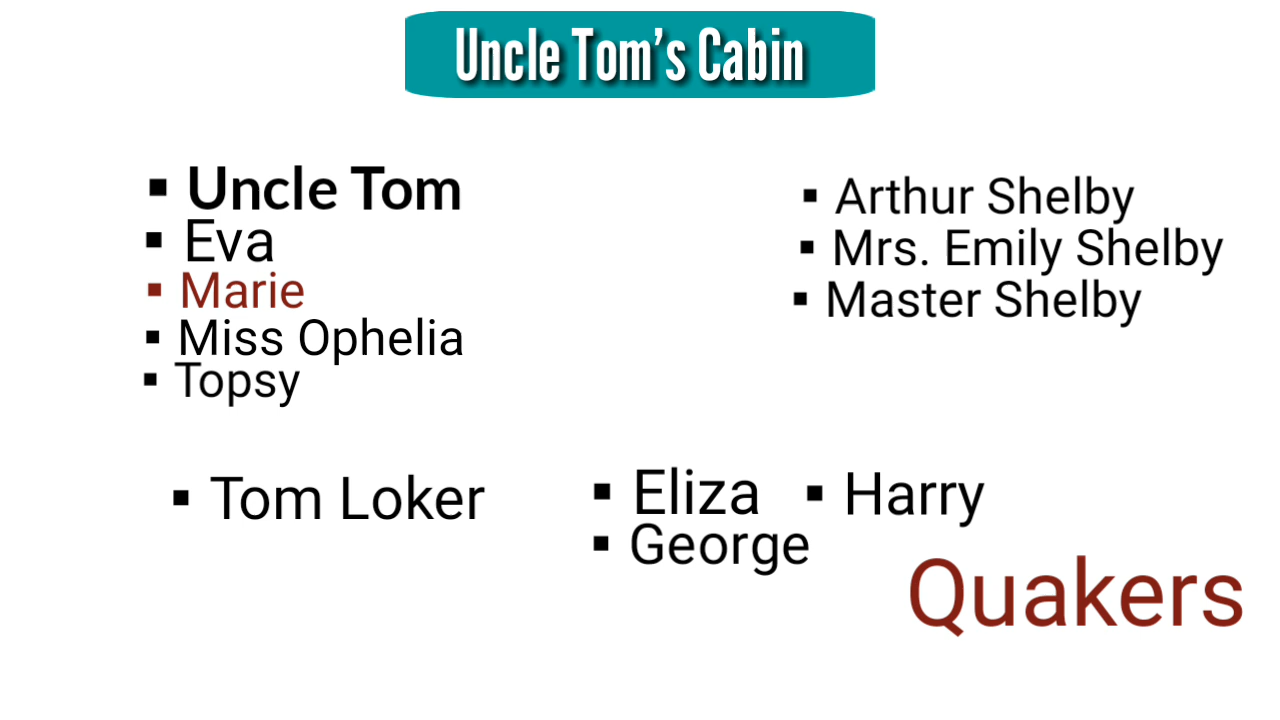 Uncle Tom’s Cabin
▪ Uncle Tom
▪ Eva
▪ Marie
▪ Miss Ophelia
▪ Topsy
▪ Arthur Shelby
▪ Mrs. Emily Shelby
▪ Master Shelby
▪ Tom Loker
▪ Eliza ▪ Harry
▪ George
Quakers